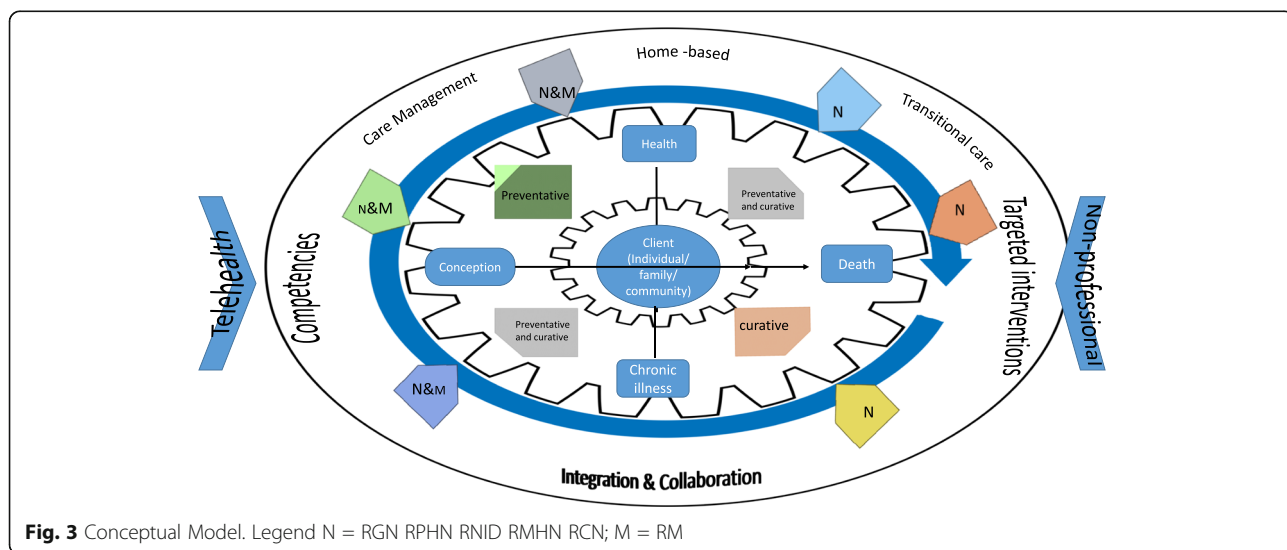 Home -based
Care Management
Transitional care
N&M
N
N&M
N
N&M
N
Health
Preventative
Preventative
and curative
Conception
Client
(Individual/
family/
community)
Death
Preventative
and curative
curative
Chronic
illness
Telehealth
Competencies
Targeted interventions
Non-professional
Integration & Collaboration
Fig. 3 Conceptual Model. Legend N = RGN RPHN RNID RMHN RCN; M = RM